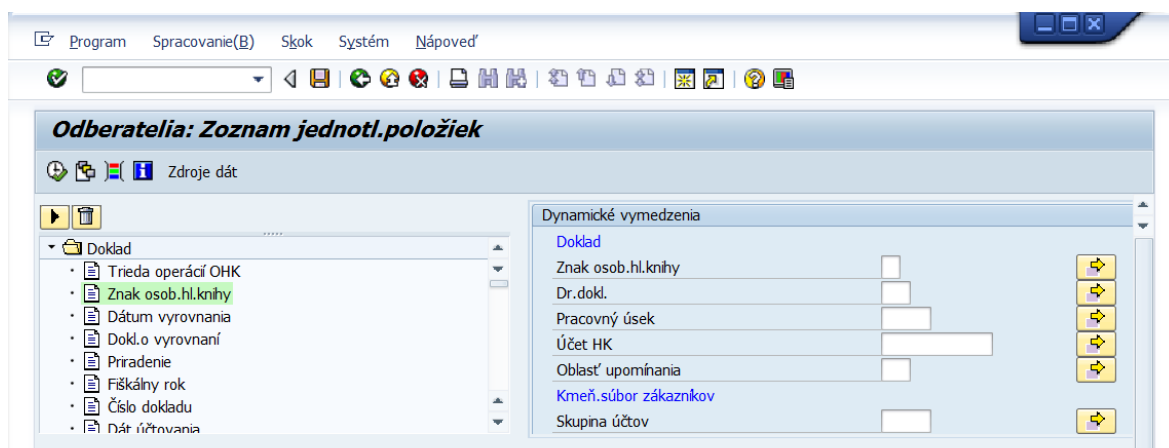 Program Spracovanie(B) Skok Systém Nápoveď
Odberatelia: Zoznam jednotl.položiek
Zdroje dát
Doklad
Trieda operácií OHK
Znak osob.hl.knihy
Dátum vyrovnania
Dokl.o vyrovnaní
Priradenie
Fiškálny rok
Číslo dokladu
Dát.účtovania
Dynamické vymedzenia
Doklad
Znak osob.hl.knihy
Dr.dokl.
Pracovný úsek
Účet HK
Oblasť upomínania
Kmeň.súbor zákazníkov
Skupina účtov